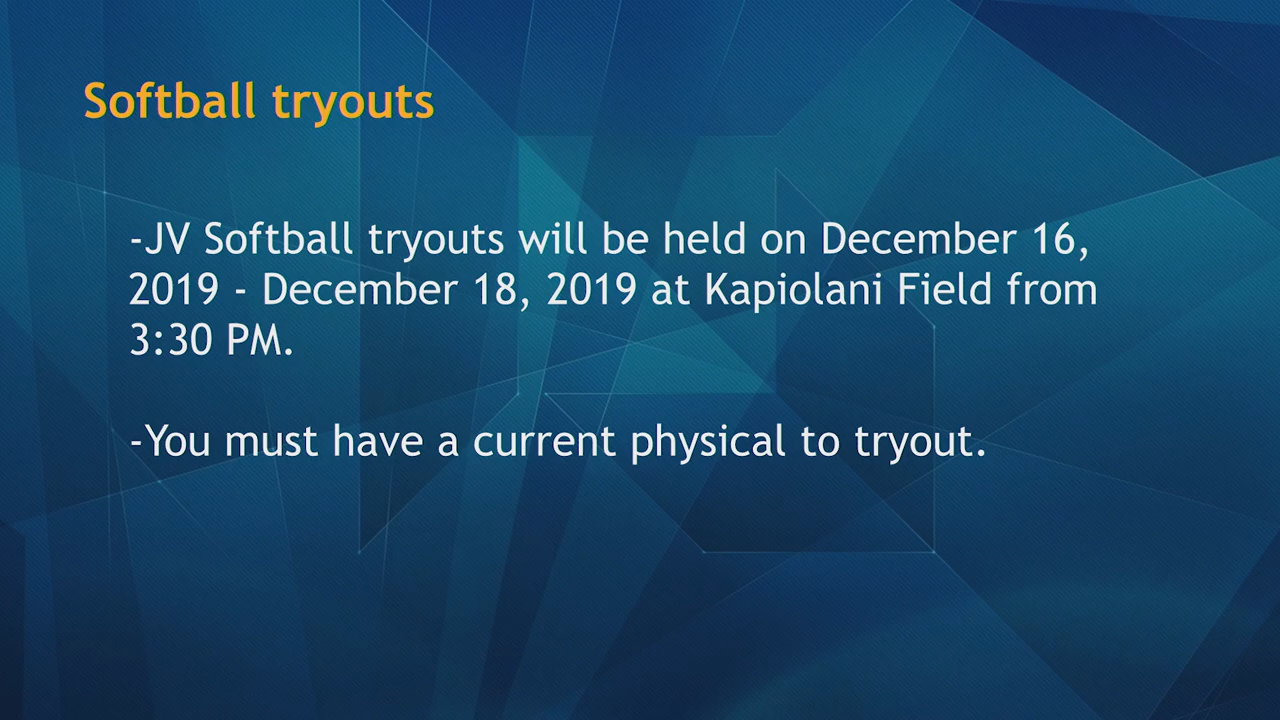 Softball tryouts
-JV Softball tryouts will be held on December 16,
2019 - December 18, 2019 at Kapiolani Field from
3:30 PM.
-You must have a current physical to tryout.